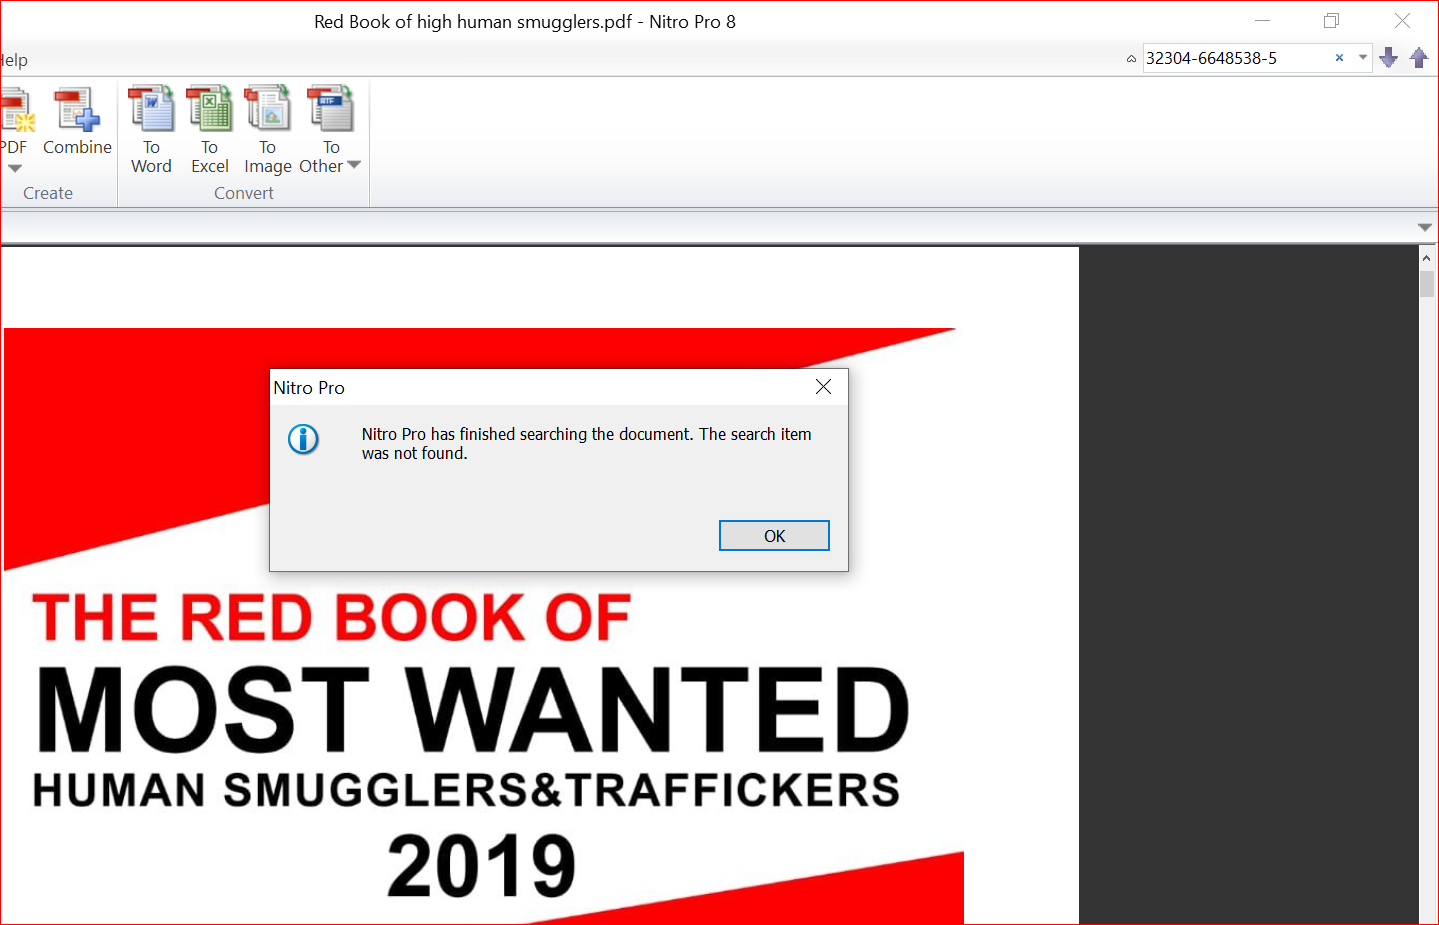 Red Book of high human smugglers.pdf - Nitro Pro 8
Help
32304-6648538-5
PDF
Combine
To Word
To Excel
To Image
To Other
Create
Convert
Nitro Pro
Nitro Pro has finished searching the document. The search item
was not found.
OK
THE RED BOOK OF
MOST WANTED
HUMAN SMUGGLERS&TRAFFICKERS
2019